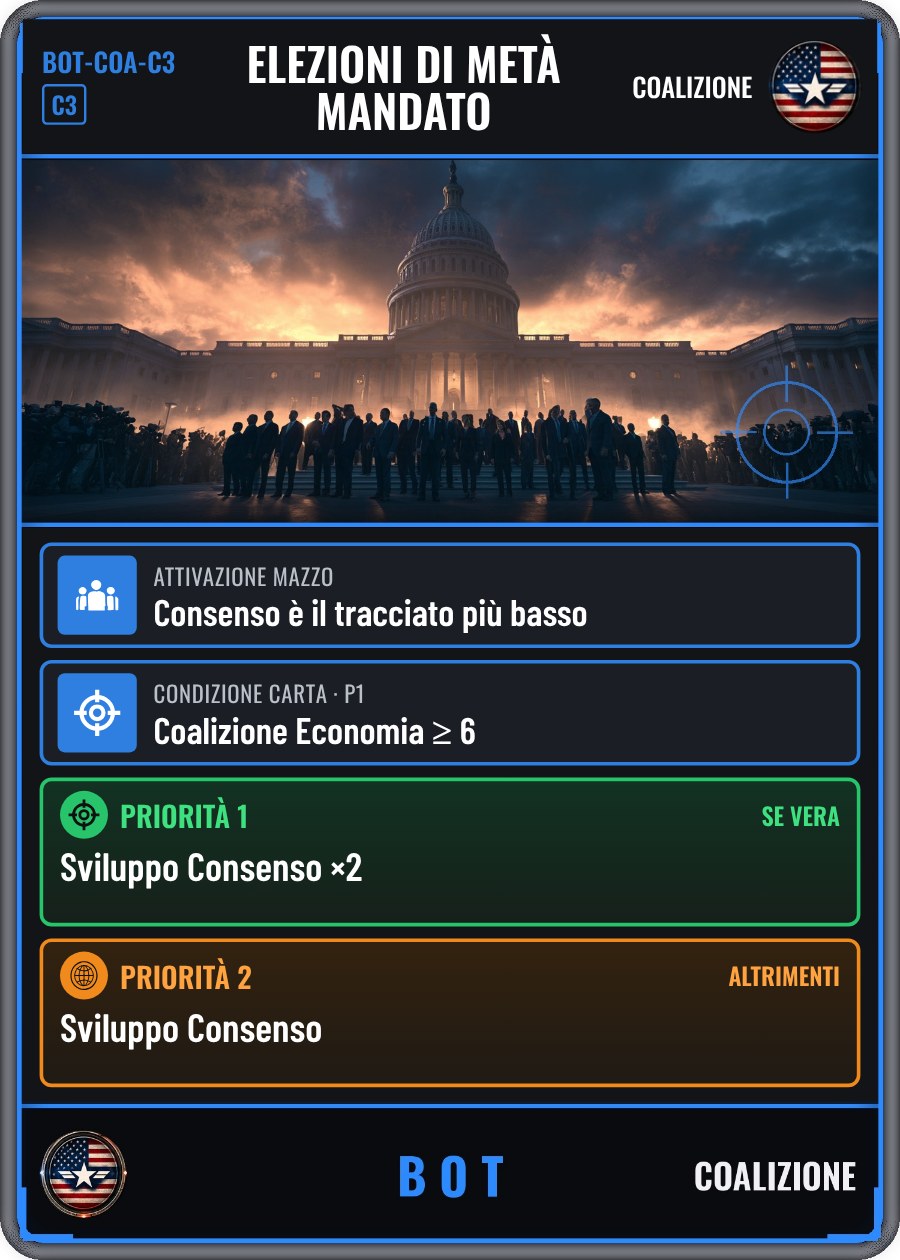 BOT-COA-C3
C3
ELEZIONI DI METÀ
MANDATO
COALIZIONE
ATTIVAZIONE MAZZO
Consenso è il tracciato più basso
CONDIZIONE CARTA · P1
Coalizione Economia ≥ 6
PRIORITÀ 1
SE VERA
Sviluppo Consenso ×2
PRIORITÀ 2
ALTRIMENTI
Sviluppo Consenso
BOT
COALIZIONE